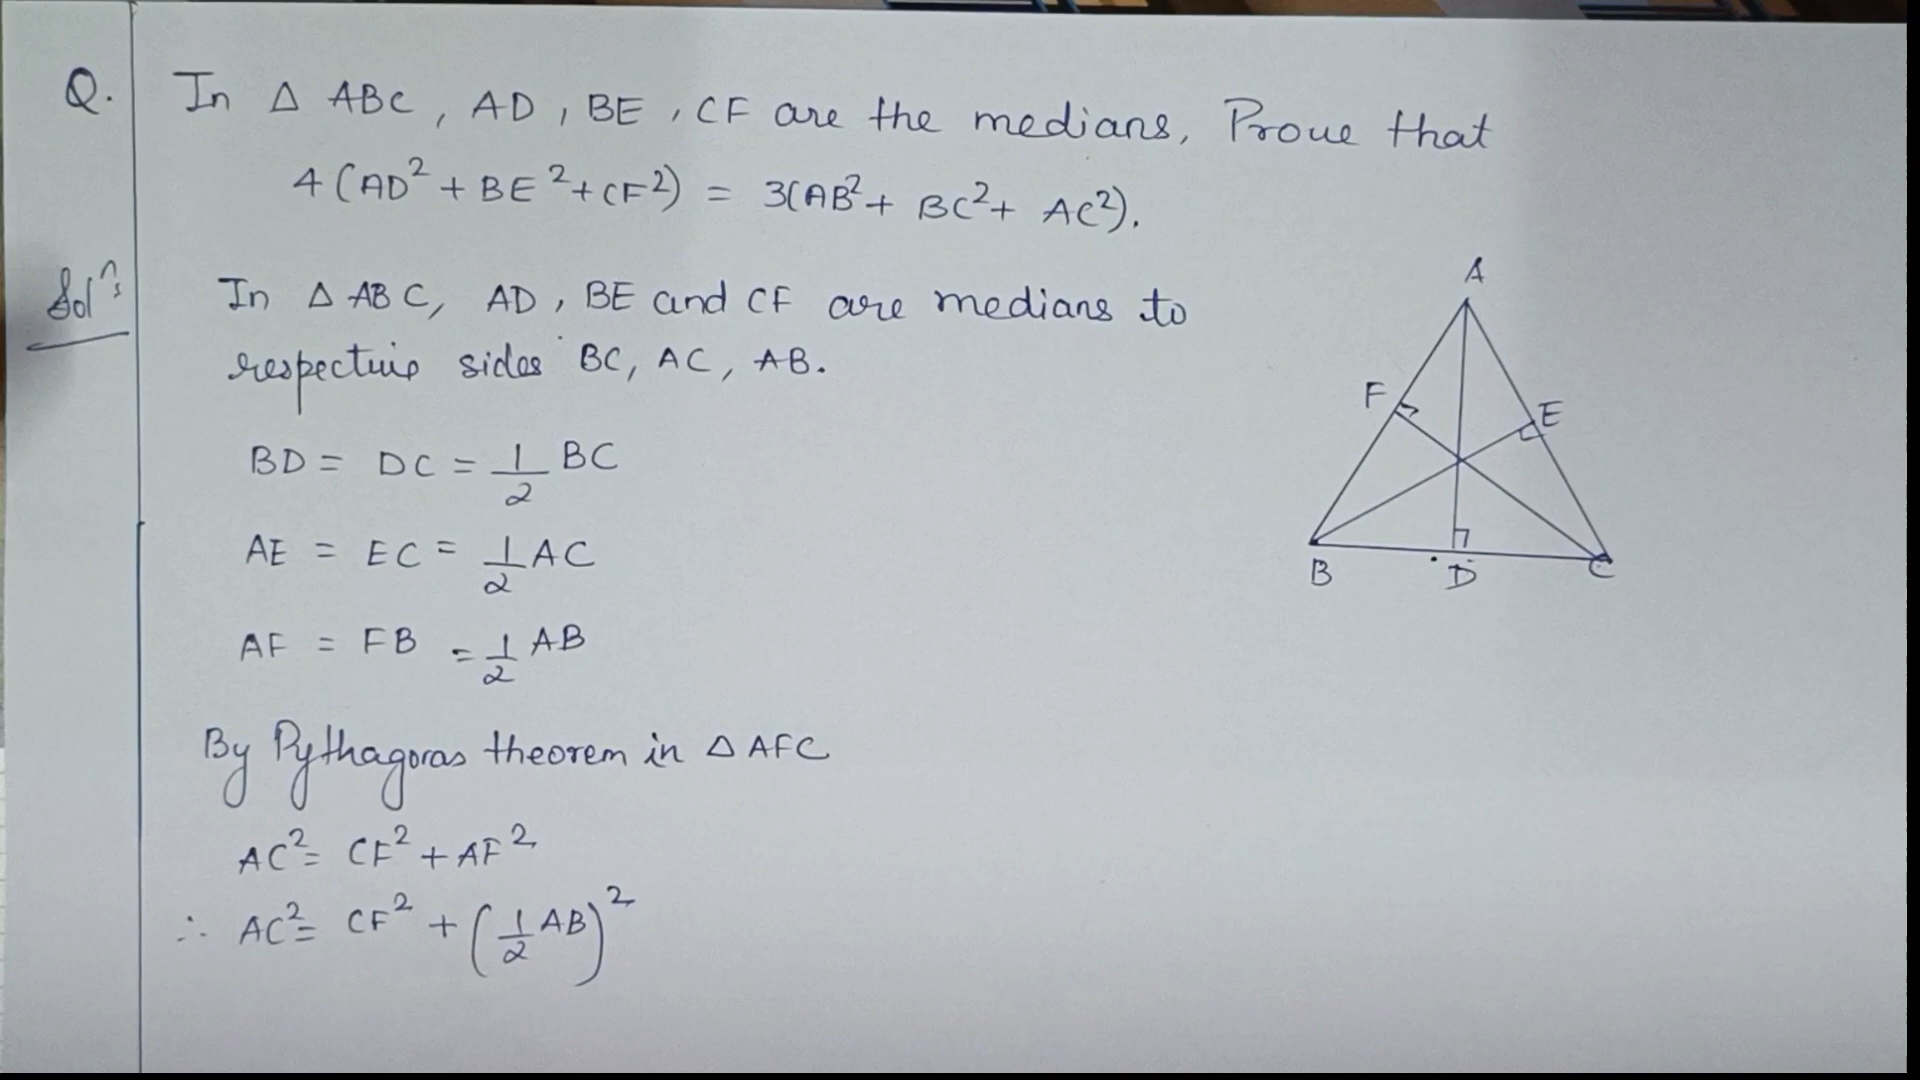 Q. In △ ABC, AD, BE, CF are the medians, Prove that
4(AD²+BE²+CF²) = 3(AB²+ BC²+ AC²).
Solⁿ: In △ ABC, AD, BE and CF are medians to
respective sides BC, AC, AB.
BD = DC = 1/2 BC
AE = EC = 1/2 AC
AF = FB = 1/2 AB
By Pythagoras theorem in △ AFC
AC² = CF² + AF²
∴ AC² = CF² + (1/2 AB)²
A
F
E
B
D
C